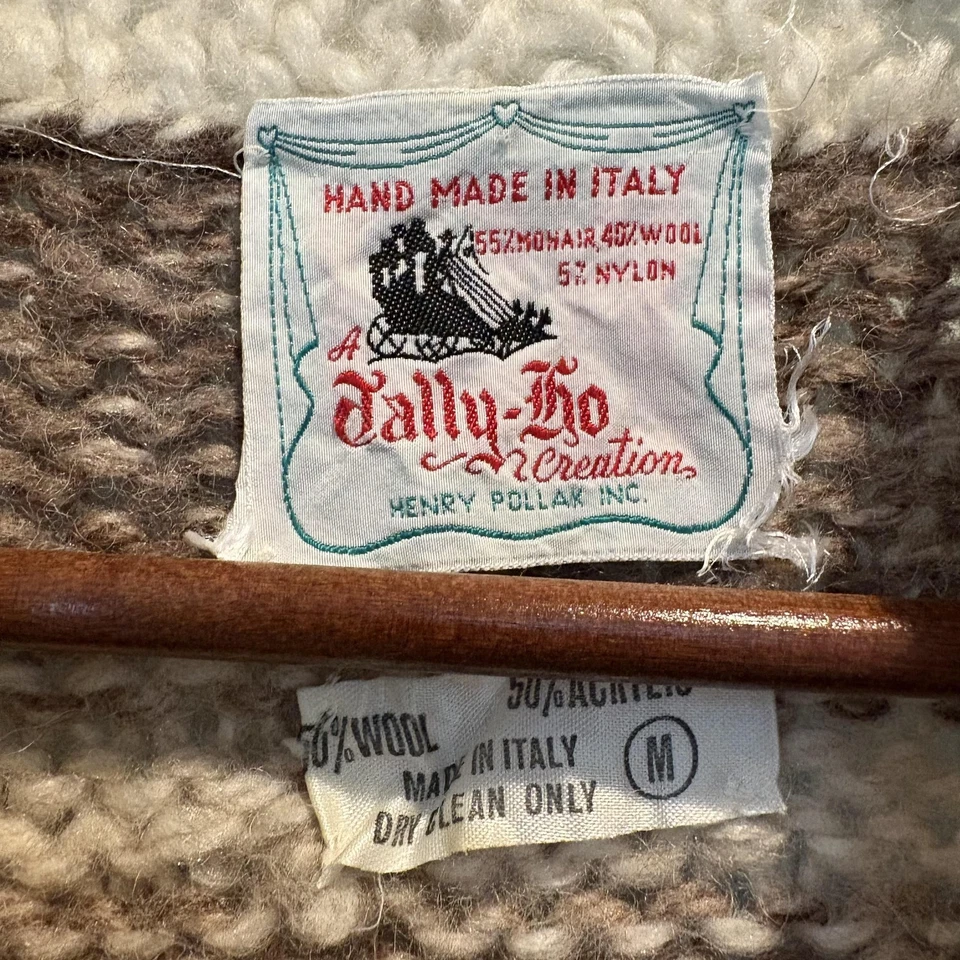 HAND MADE IN ITALY
55% MOHAIR, 40% WOOL
5% NYLON
A
Tally-Ho
Creation
HENRY POLLAK INC.
50% ACRYLIC
50% WOOL
MADE IN ITALY
M
DRY CLEAN ONLY